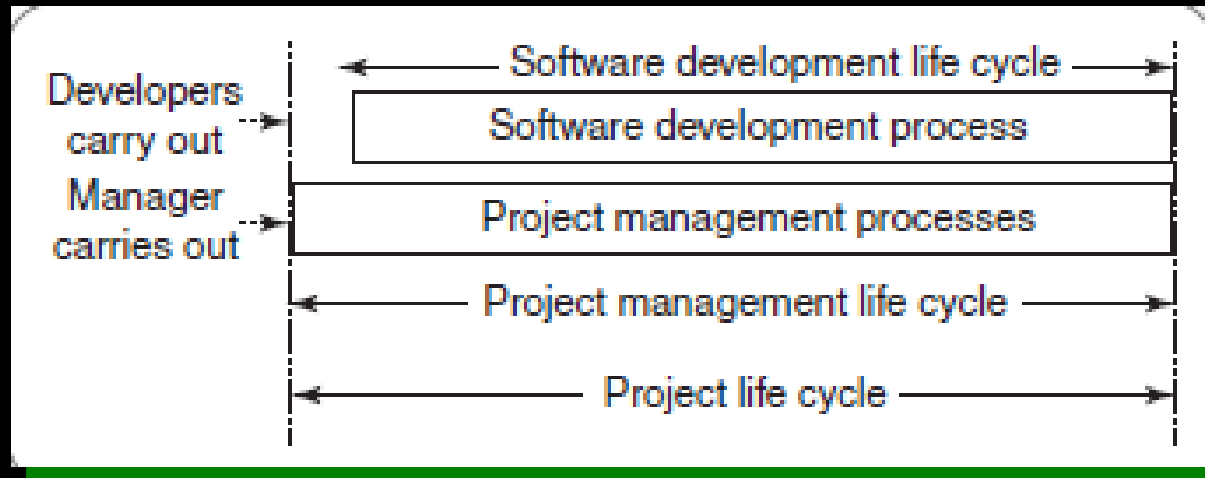 Software development life cycle
Developers
carry out
Software development process
Manager
carries out
Project management processes
Project management life cycle
Project life cycle